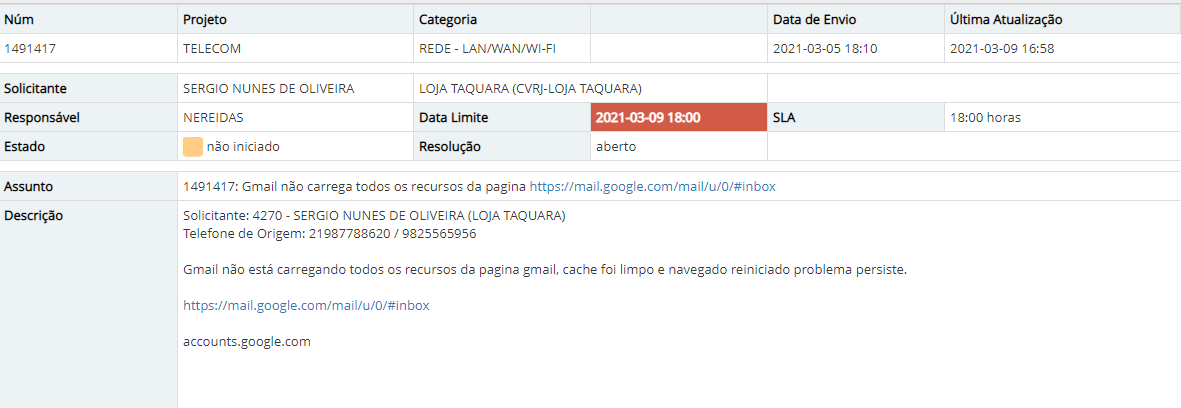 Núm Projeto Categoria Data de Envio Última Atualização
1491417 TELECOM REDE - LAN/WAN/WI-FI 2021-03-05 18:10 2021-03-09 16:58
Solicitante SERGIO NUNES DE OLIVEIRA LOJA TAQUARA (CVRJ-LOJA TAQUARA)
Responsável NEREIDAS Data Limite 2021-03-09 18:00 SLA 18:00 horas
Estado não iniciado Resolução aberto
Assunto 1491417: Gmail não carrega todos os recursos da pagina https://mail.google.com/mail/u/0/#inbox
Descrição Solicitante: 4270 - SERGIO NUNES DE OLIVEIRA (LOJA TAQUARA)
Telefone de Origem: 21987788620 / 9825565956
Gmail não está carregando todos os recursos da pagina gmail, cache foi limpo e navegado reiniciado problema persiste.
https://mail.google.com/mail/u/0/#inbox
accounts.google.com